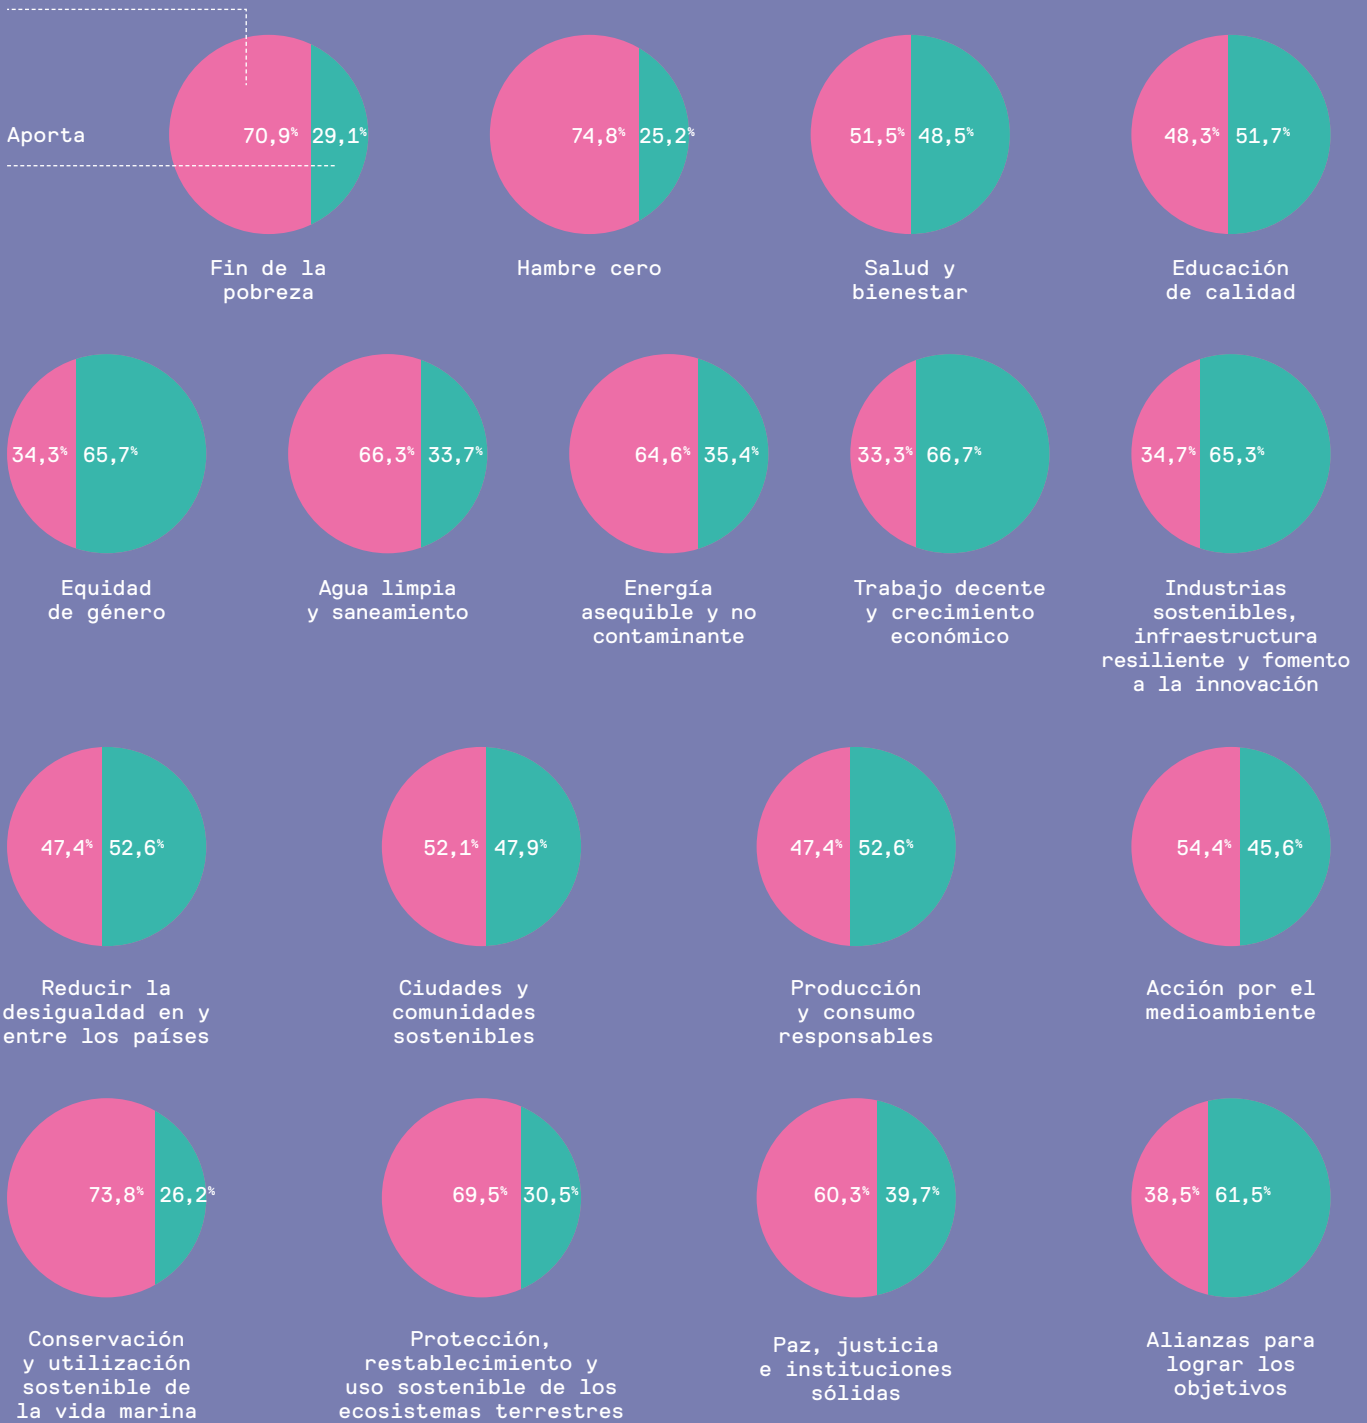 Aporta
70,9% 29,1%
74,8% 25,2%
51,5% 48,5%
48,3% 51,7%
Fin de la
pobreza
Hambre cero
Salud y
bienestar
Educación
de calidad
34,3% 65,7%
66,3% 33,7%
64,6% 35,4%
33,3% 66,7%
34,7% 65,3%
Equidad
de género
Agua limpia
y saneamiento
Energía
asequible y no
contaminante
Trabajo decente
y crecimiento
económico
Industrias
sostenibles,
infraestructura
resiliente y fomento
a la innovación
47,4% 52,6%
52,1% 47,9%
47,4% 52,6%
54,4% 45,6%
Reducir la
desigualdad en y
entre los países
Ciudades y
comunidades
sostenibles
Producción
y consumo
responsables
Acción por el
medioambiente
73,8% 26,2%
69,5% 30,5%
60,3% 39,7%
38,5% 61,5%
Conservación
y utilización
sostenible de
la vida marina
Protección,
restablecimiento y
uso sostenible de los
ecosistemas terrestres
Paz, justicia
e instituciones
sólidas
Alianzas para
lograr los
objetivos